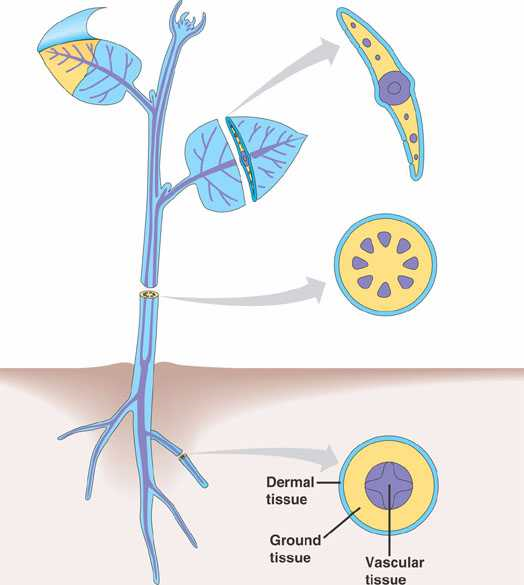 Dermal
tissue
Ground
tissue
Vascular
tissue